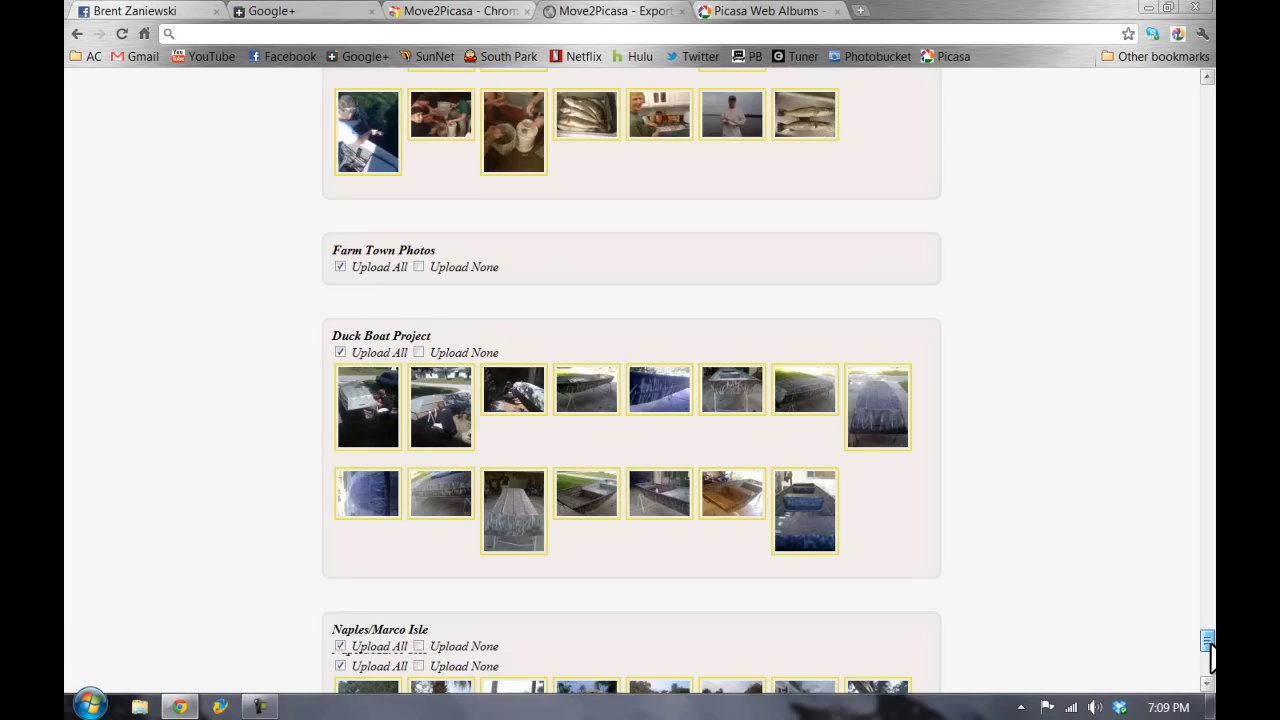 Brent Zaniewski
Google+
Move2Picasa - Chrom
Move2Picasa - Export
Picasa Web Albums -
AC
Gmail
YouTube
Facebook
Google+
SunNet
South Park
Netflix
Hulu
Twitter
PB
Tuner
Photobucket
Picasa
Other bookmarks
Farm Town Photos
Upload All Upload None
Duck Boat Project
Upload All Upload None
Naples/Marco Isle
Upload All Upload None
Upload All Upload None
7:09 PM